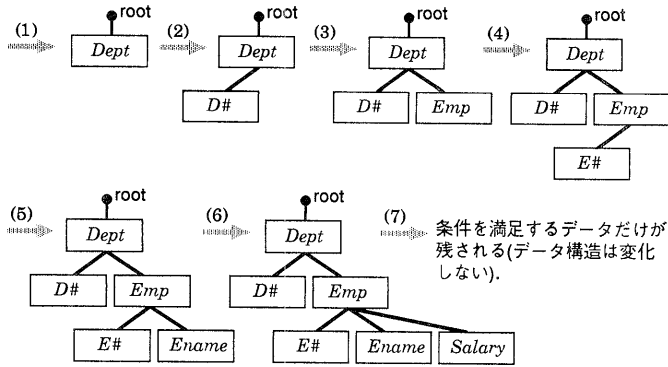 (1)
root
Dept
(2)
root
Dept
D#
(3)
root
Dept
D# Emp
(4)
root
Dept
D# Emp
E#
(5)
root
Dept
D# Emp
E# Ename
(6)
root
Dept
D# Emp
E# Ename Salary
(7)
条件を満足するデータだけが
残される(データ構造は変化
しない).